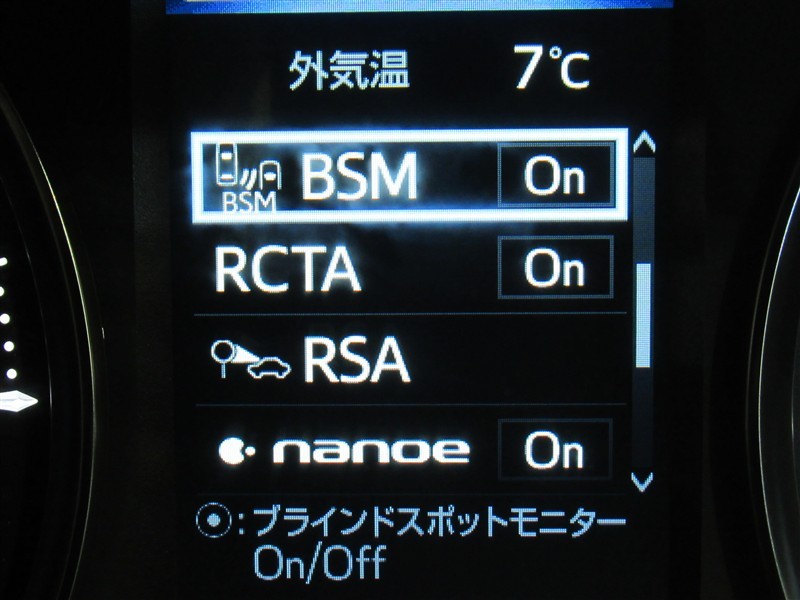 外気温 7℃
BSM BSM On
RCTA On
RSA
nanoe On
:ブラインドスポットモニター
On/Off